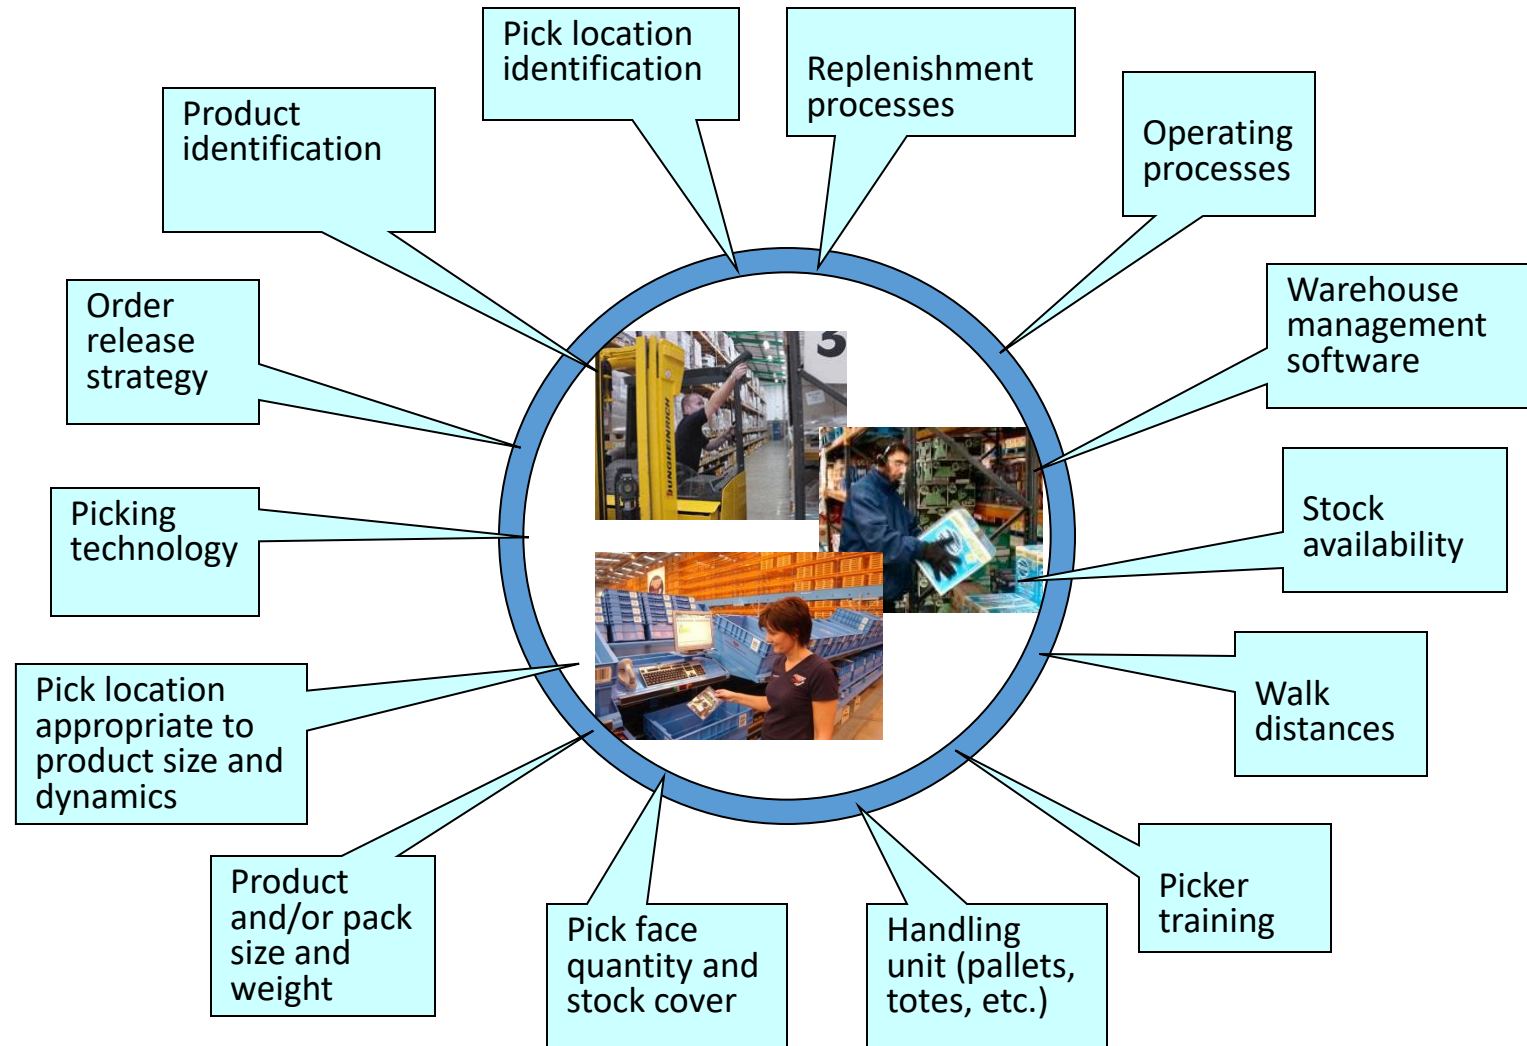 Pick location
identification
Replenishment
processes
Product
identification
Operating
processes
Order
release
strategy
Warehouse
management
software
Picking
technology
Stock
availability
Pick location
appropriate to
product size and
dynamics
Walk
distances
Product
and/or pack
size and
weight
Pick face
quantity and
stock cover
Handling
unit (pallets,
totes, etc.)
Picker
training
3
JUNGHEINRICH